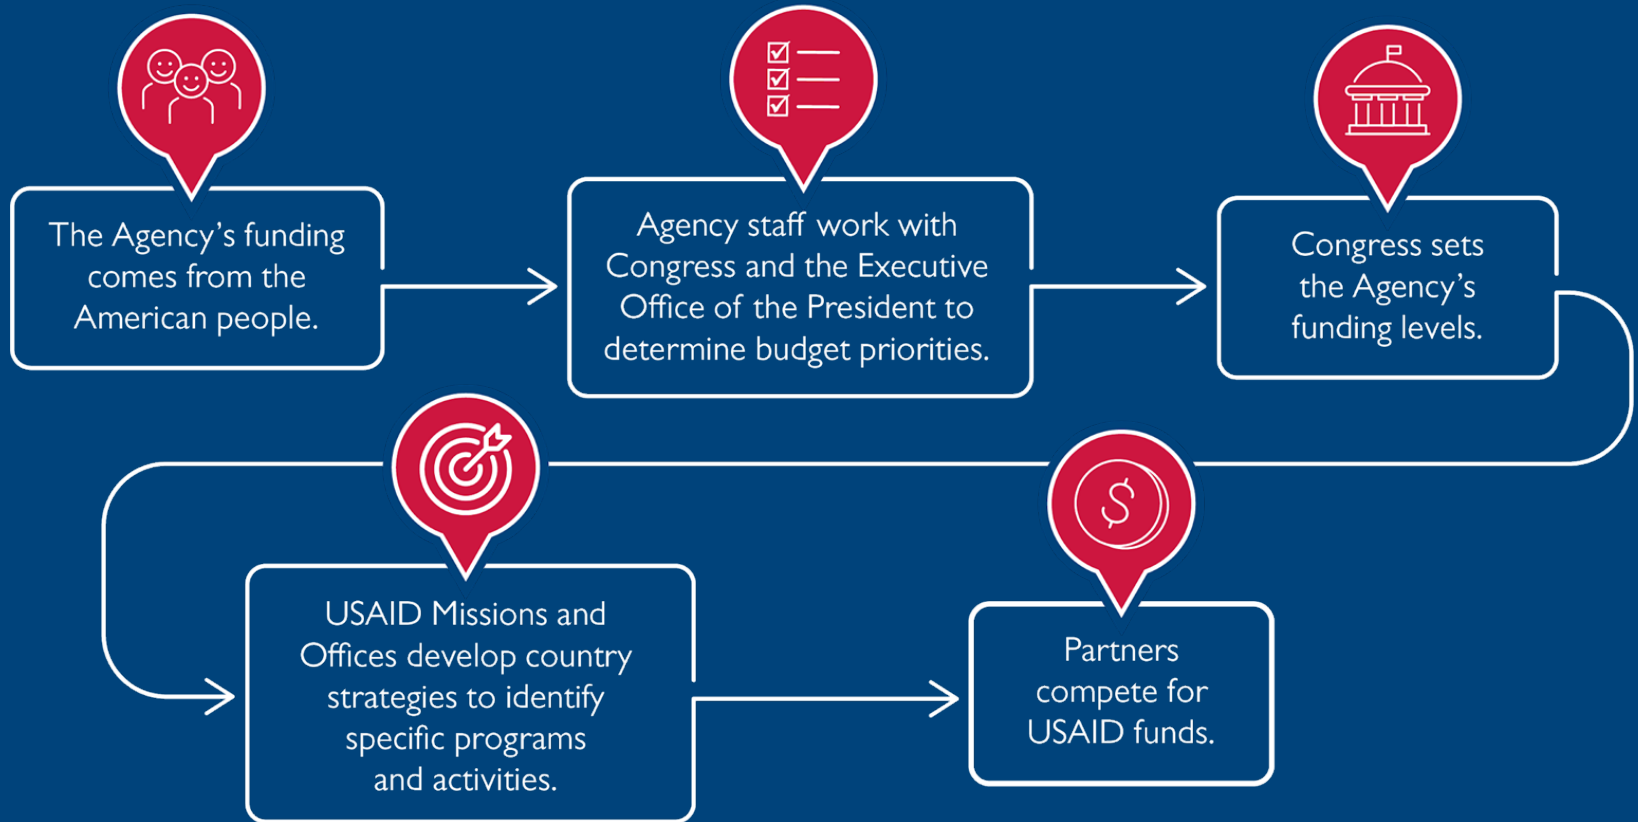 The Agency’s funding
comes from the
American people.
Agency staff work with
Congress and the Executive
Office of the President to
determine budget priorities.
Congress sets
the Agency’s
funding levels.
USAID Missions and
Offices develop country
strategies to identify
specific programs
and activities.
$
Partners
compete for
USAID funds.